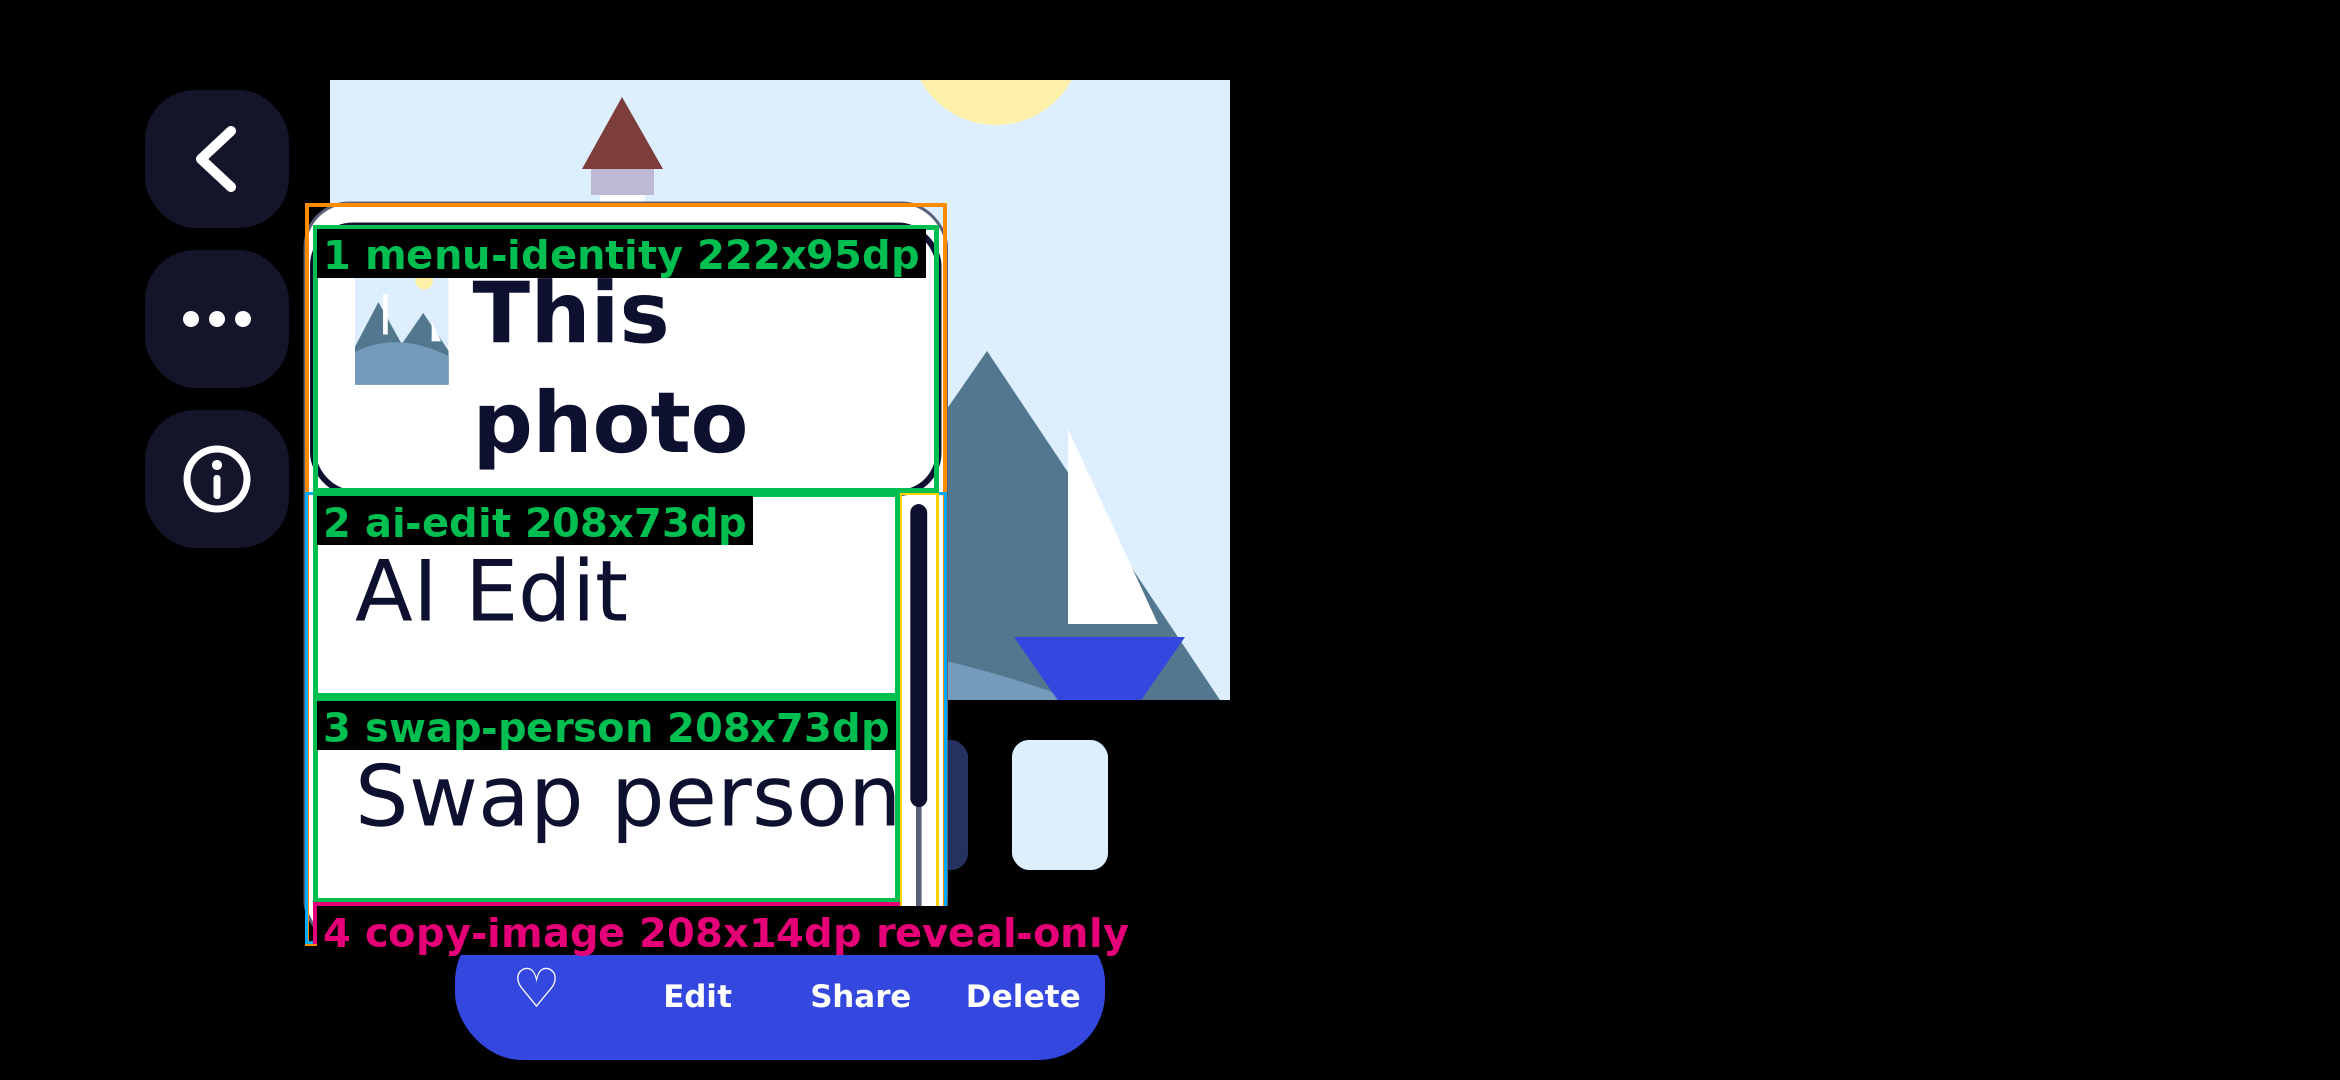 1 menu-identity 222x95dp
This
photo
2 ai-edit 208x73dp
AI Edit
3 swap-person 208x73dp
Swap person
4 copy-image 208x14dp reveal-only
♡ Edit Share Delete